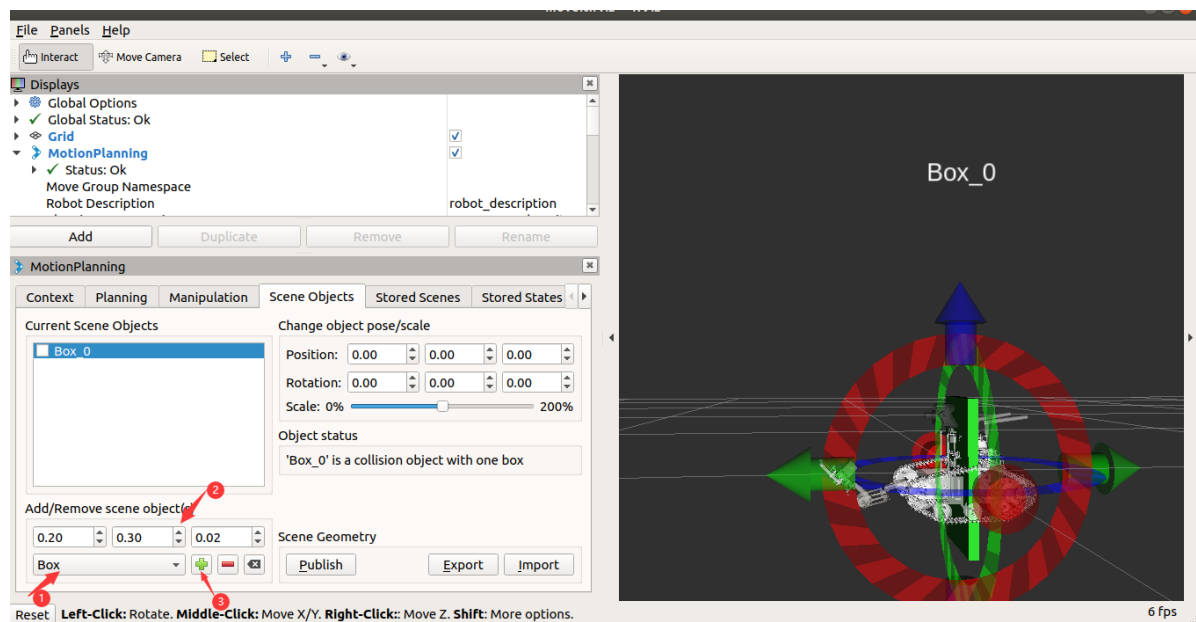 File Panels Help
Interact Move Camera Select
Displays
Global Options
Global Status: Ok
Grid
MotionPlanning
Status: Ok
Move Group Namespace
Robot Description robot_description
Add Duplicate Remove Rename
MotionPlanning
Context Planning Manipulation Scene Objects Stored Scenes Stored States
Current Scene Objects
Box_0
Change object pose/scale
Position: 0.00 0.00 0.00
Rotation: 0.00 0.00 0.00
Scale: 0% 200%
Object status
'Box_0' is a collision object with one box
2
Add/Remove scene object(
0.20 0.30 0.02
Box
1
3
Scene Geometry
Publish Export Import
Reset Left-Click: Rotate. Middle-Click: Move X/Y. Right-Click:: Move Z. Shift: More options.
Box_0
6 fps